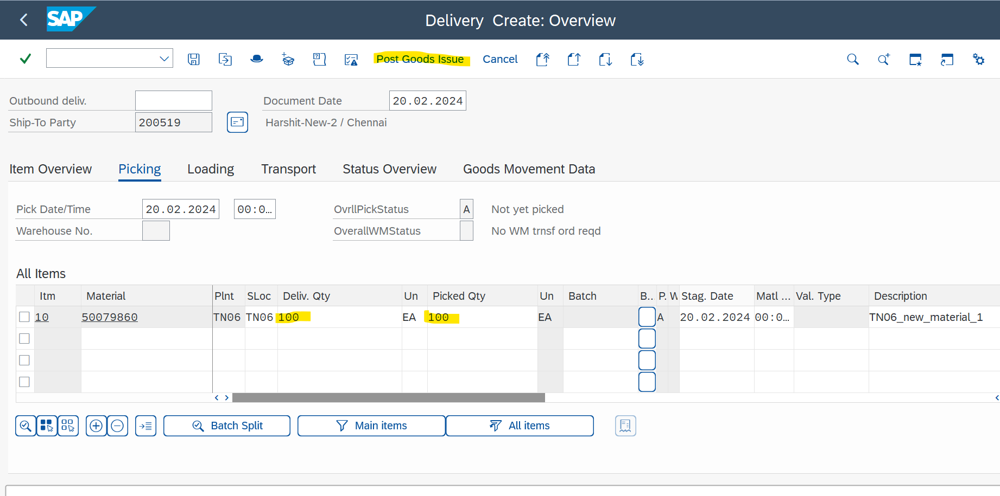 SAP
Delivery Create: Overview
Post Goods Issue Cancel
Outbound deliv. Document Date 20.02.2024
Ship-To Party 200519 Harshit-New-2 / Chennai
Item Overview Picking Loading Transport Status Overview Goods Movement Data
Pick Date/Time 20.02.2024 00:0… OvrllPickStatus A Not yet picked
Warehouse No. OverallWMStatus No WM trnsf ord reqd
All Items
Itm Material Plnt SLoc Deliv. Qty Un Picked Qty Un Batch B… P. W Stag. Date Matl … Val. Type Description
10 50079860 TN06 TN06 100 EA 100 EA A 20.02.2024 00:0… TN06_new_material_1
Batch Split Main items All items